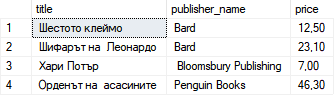 title publisher_name price
1 Шестото клеймо Bard 12,50
2 Шифарът на Леонардо Bard 23,10
3 Хари Потър Bloomsbury Publishing 7,00
4 Орденът на асасините Penguin Books 46,30